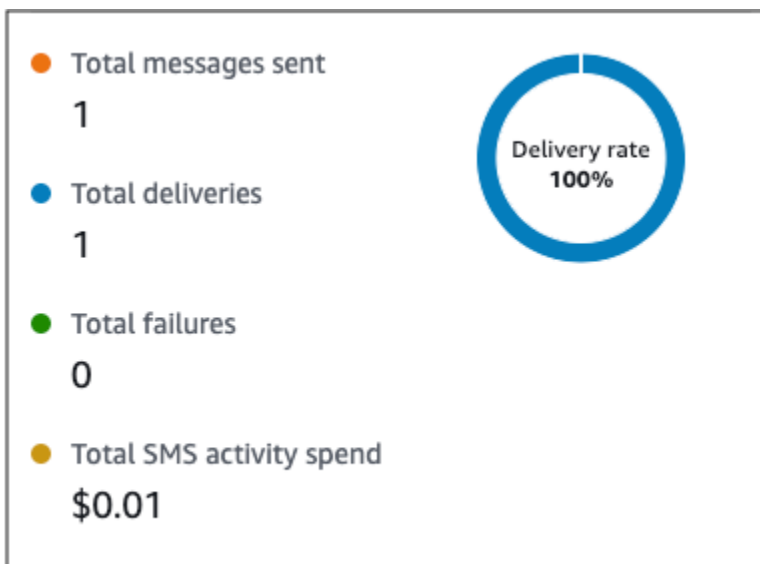 Total messages sent
1
Total deliveries
1
Total failures
0
Total SMS activity spend
$0.01
Delivery rate
100%